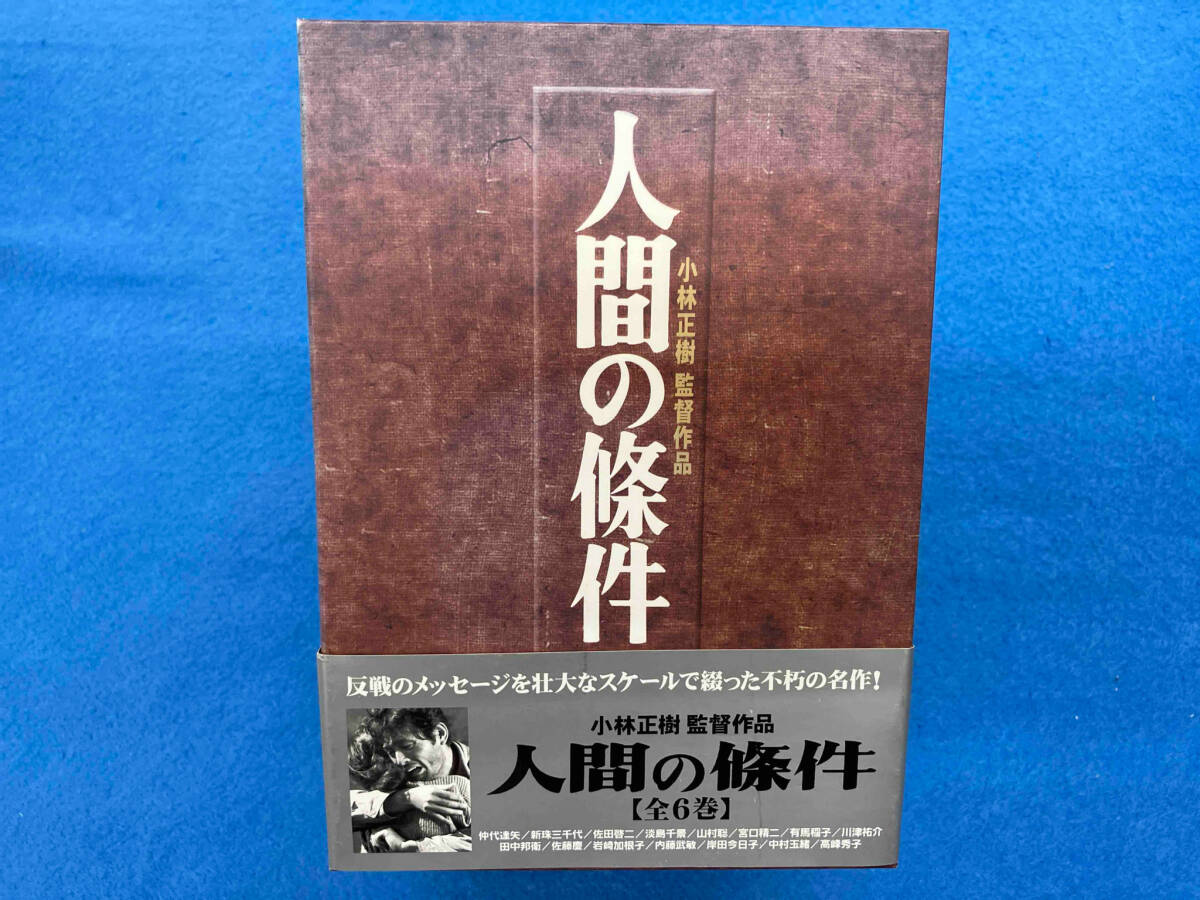 人間の條件
小林正樹 監督作品
反戦のメッセージを壮大なスケールで綴った不朽の名作!
小林正樹 監督作品
人間の條件
【全6巻】
仲代達矢/新珠三千代/佐田啓二/淡島千景/山村聡/宮口精二/有馬稲子/川津祐介
田中邦衛/佐藤慶/岩崎加根子/内藤武敏/岸田今日子/中村玉緒/高峰秀子